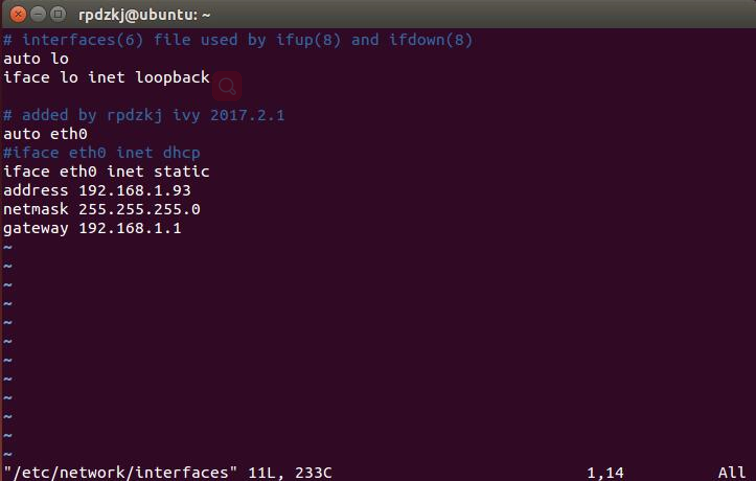 rpdzkj@ubuntu: ~
# interfaces(6) file used by ifup(8) and ifdown(8)
auto lo
iface lo inet loopback

# added by rpdzkj ivy 2017.2.1
auto eth0
#iface eth0 inet dhcp
iface eth0 inet static
address 192.168.1.93
netmask 255.255.255.0
gateway 192.168.1.1
~
~
~
~
~
~
~
~
~
~
~
~
"/etc/network/interfaces" 11L, 233C 1,14 All